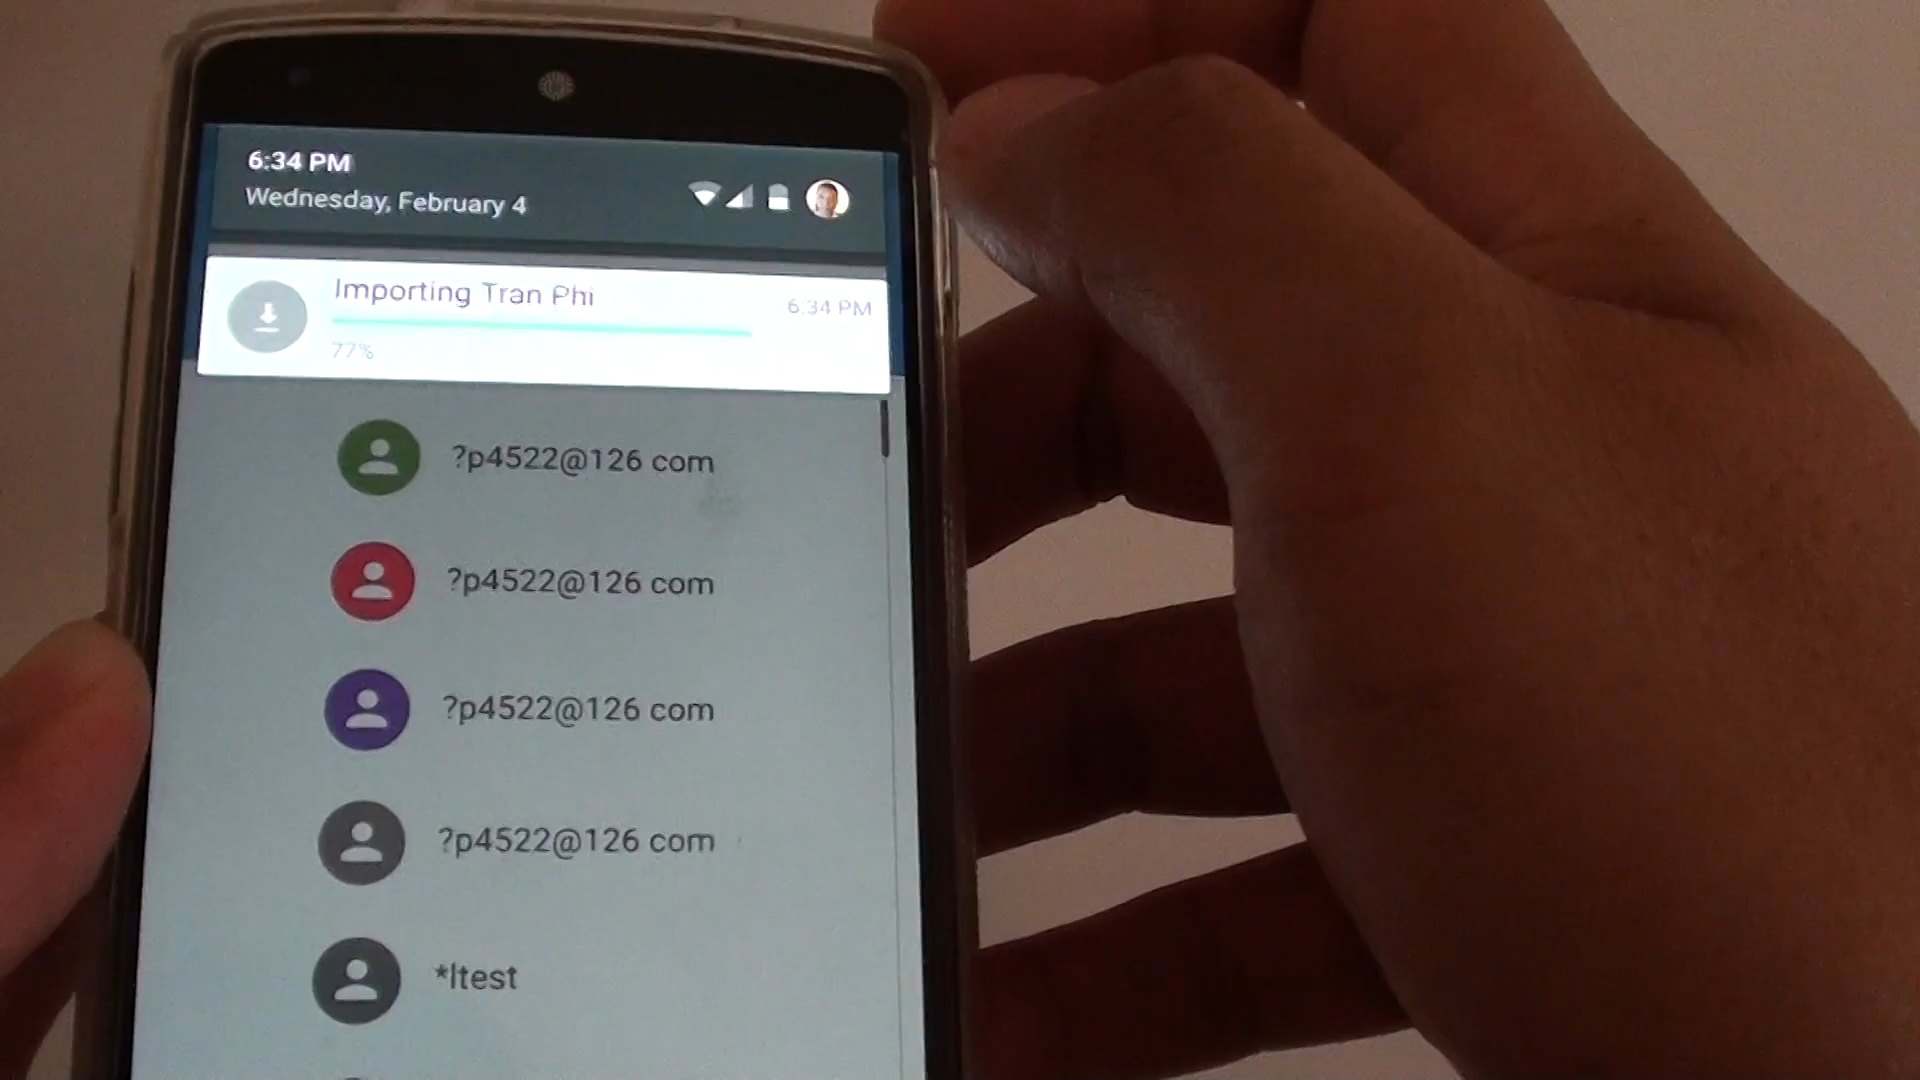 6:34 PM
Wednesday, February 4
Importing Tran Phi
6:34 PM
77%
?p4522@126 com
?p4522@126 com
?p4522@126 com
?p4522@126 com
*ltest